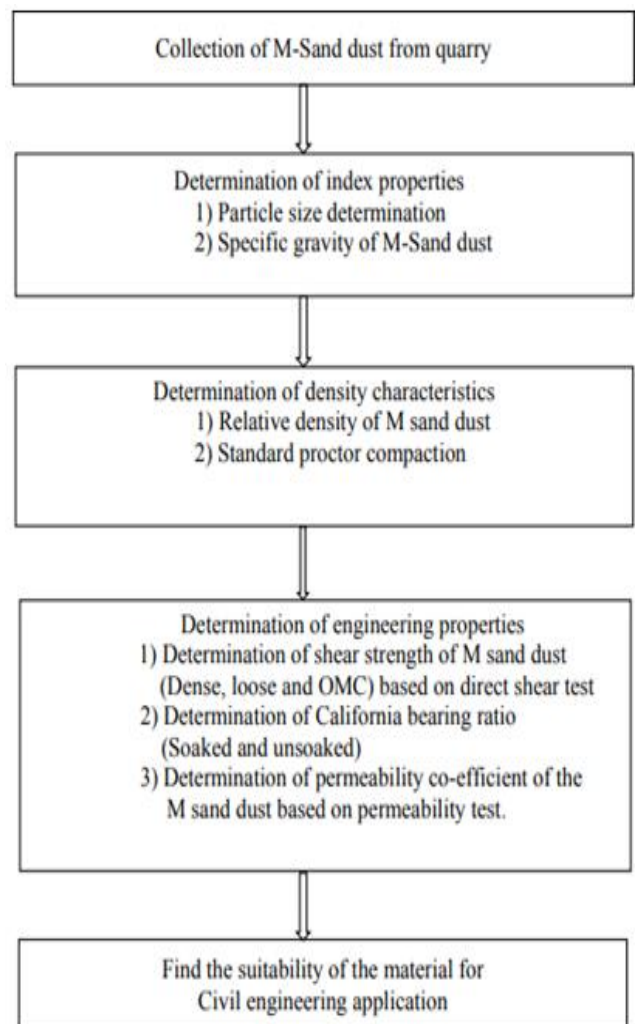 Collection of M-Sand dust from quarry
Determination of index properties
1) Particle size determination
2) Specific gravity of M-Sand dust
Determination of density characteristics
1) Relative density of M sand dust
2) Standard proctor compaction
Determination of engineering properties
1) Determination of shear strength of M sand dust
(Dense, loose and OMC) based on direct shear test
2) Determination of California bearing ratio
(Soaked and unsoaked)
3) Determination of permeability co-efficient of the
M sand dust based on permeability test.
Find the suitability of the material for
Civil engineering application